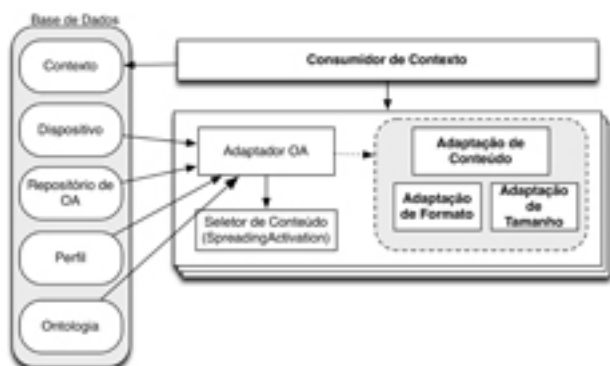 Base de Dados
Contexto
Consumidor de Contexto
Dispositivo
Adaptador OA
Adaptação de
Conteúdo
Repositório de
OA
Adaptação
de Formato
Adaptação
de
Tamanho
Seletor de Conteúdo
(SpreadingActivation)
Perfil
Ontologia